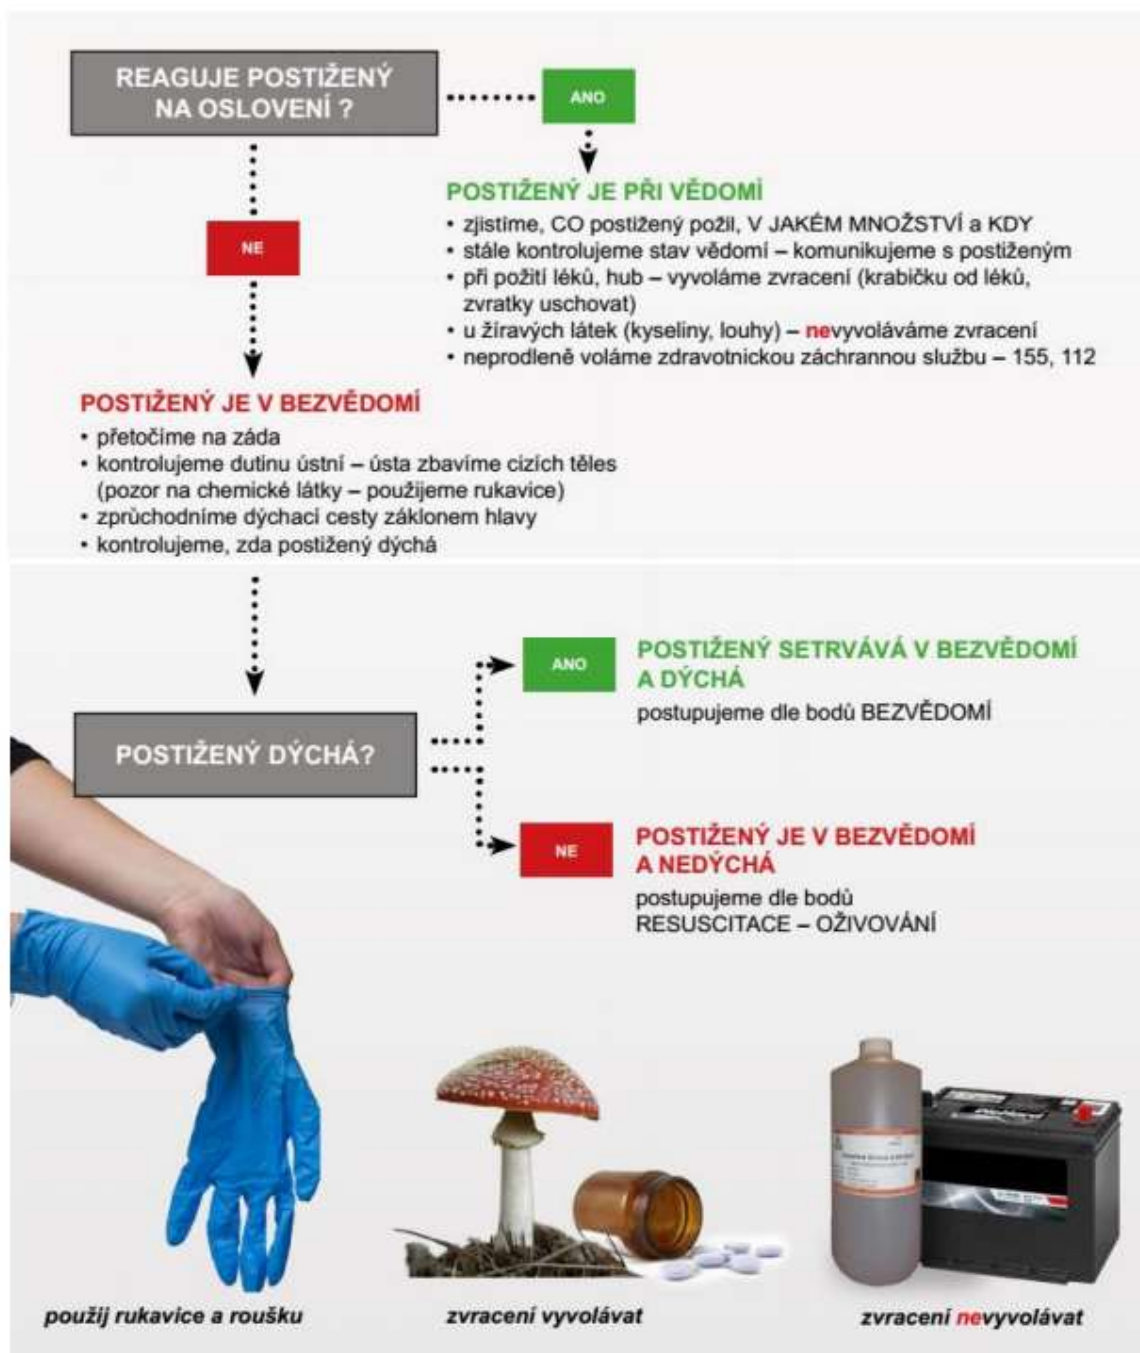 REAGUJE POSTIŽENÝ
NA OSLOVENÍ ?
ANO
POSTIŽENÝ JE PŘI VĚDOMÍ
• zjistíme, CO postižený požil, V JAKÉM MNOŽSTVÍ a KDY
• stále kontrolujeme stav vědomí – komunikujeme s postiženým
• při požití léků, hub – vyvoláme zvracení (krabičku od léků,
zvratky uschovat)
• u žíravých látek (kyseliny, louhy) – nevyvoláváme zvracení
• neprodleně voláme zdravotnickou záchrannou službu – 155, 112
NE
POSTIŽENÝ JE V BEZVĚDOMÍ
• přetočíme na záda
• kontrolujeme dutinu ústní – ústa zbavíme cizích těles
(pozor na chemické látky – použijeme rukavice)
• zprůchodníme dýchací cesty záklonem hlavy
• kontrolujeme, zda postižený dýchá
POSTIŽENÝ DÝCHÁ?
ANO
POSTIŽENÝ SETRVÁVÁ V BEZVĚDOMÍ
A DÝCHÁ
postupujeme dle bodů BEZVĚDOMÍ
NE
POSTIŽENÝ JE V BEZVĚDOMÍ
A NEDÝCHÁ
postupujeme dle bodů
RESUSCITACE – OŽIVOVÁNÍ
použij rukavice a roušku
zvracení vyvolávat
zvracení nevyvolávat